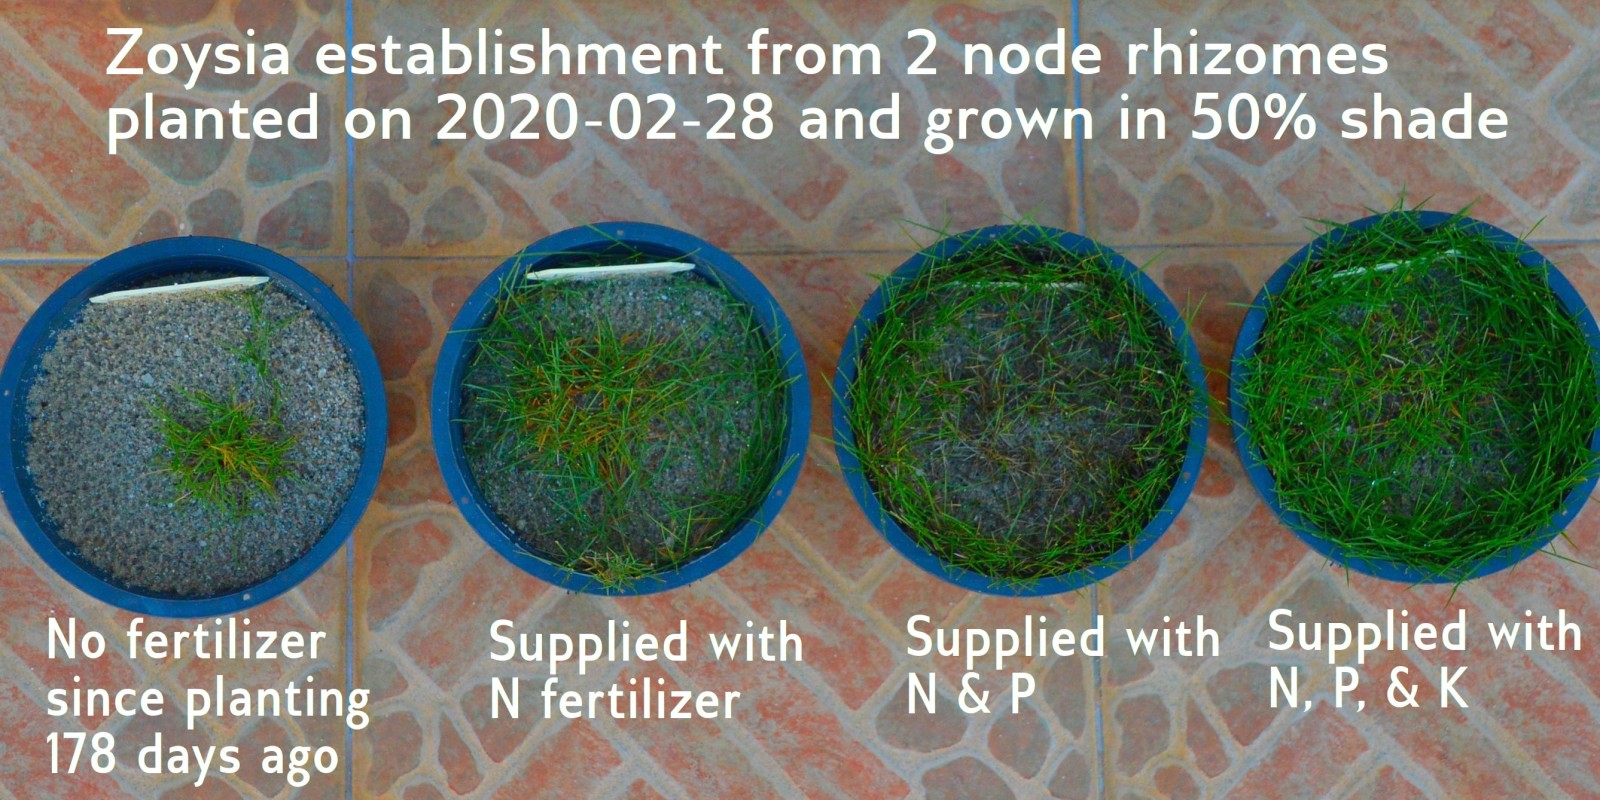 Zoysia establishment from 2 node rhizomes
planted on 2020-02-28 and grown in 50% shade
No fertilizer
since planting
178 days ago
Supplied with
N fertilizer
Supplied with
N & P
Supplied with
N, P, & K